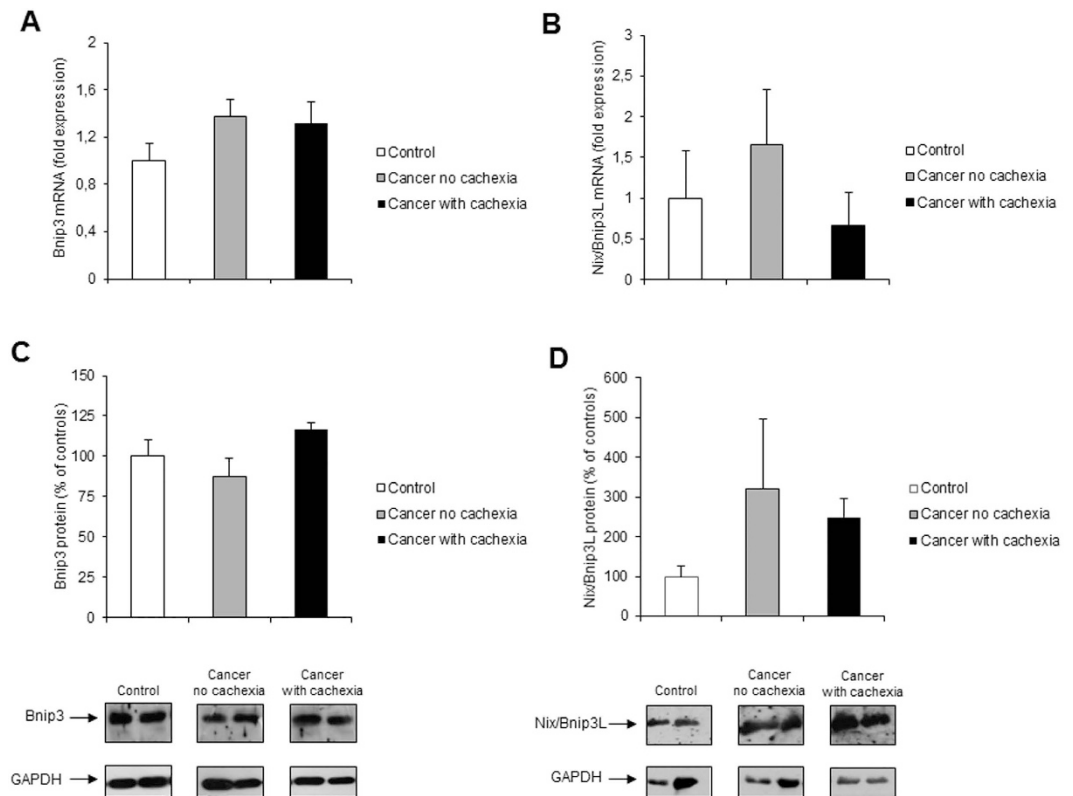 A
Bnip3 mRNA (fold expression)
2
1,6
1,2
0,8
0,4
0
Control
Cancer no cachexia
Cancer with cachexia
B
Nix/Bnip3L mRNA (fold expression)
3
2,5
2
1,5
1
0,5
0
Control
Cancer no cachexia
Cancer with cachexia
C
Bnip3 protein (% of controls)
150
125
100
75
50
25
0
Control
Cancer no cachexia
Cancer with cachexia
Control
Cancer
no cachexia
Cancer
with cachexia
Bnip3
GAPDH
D
Nix/Bnip3L protein (% of controls)
600
500
400
300
200
100
0
Control
Cancer no cachexia
Cancer with cachexia
Control
Cancer
no cachexia
Cancer
with cachexia
Nix/Bnip3L
GAPDH